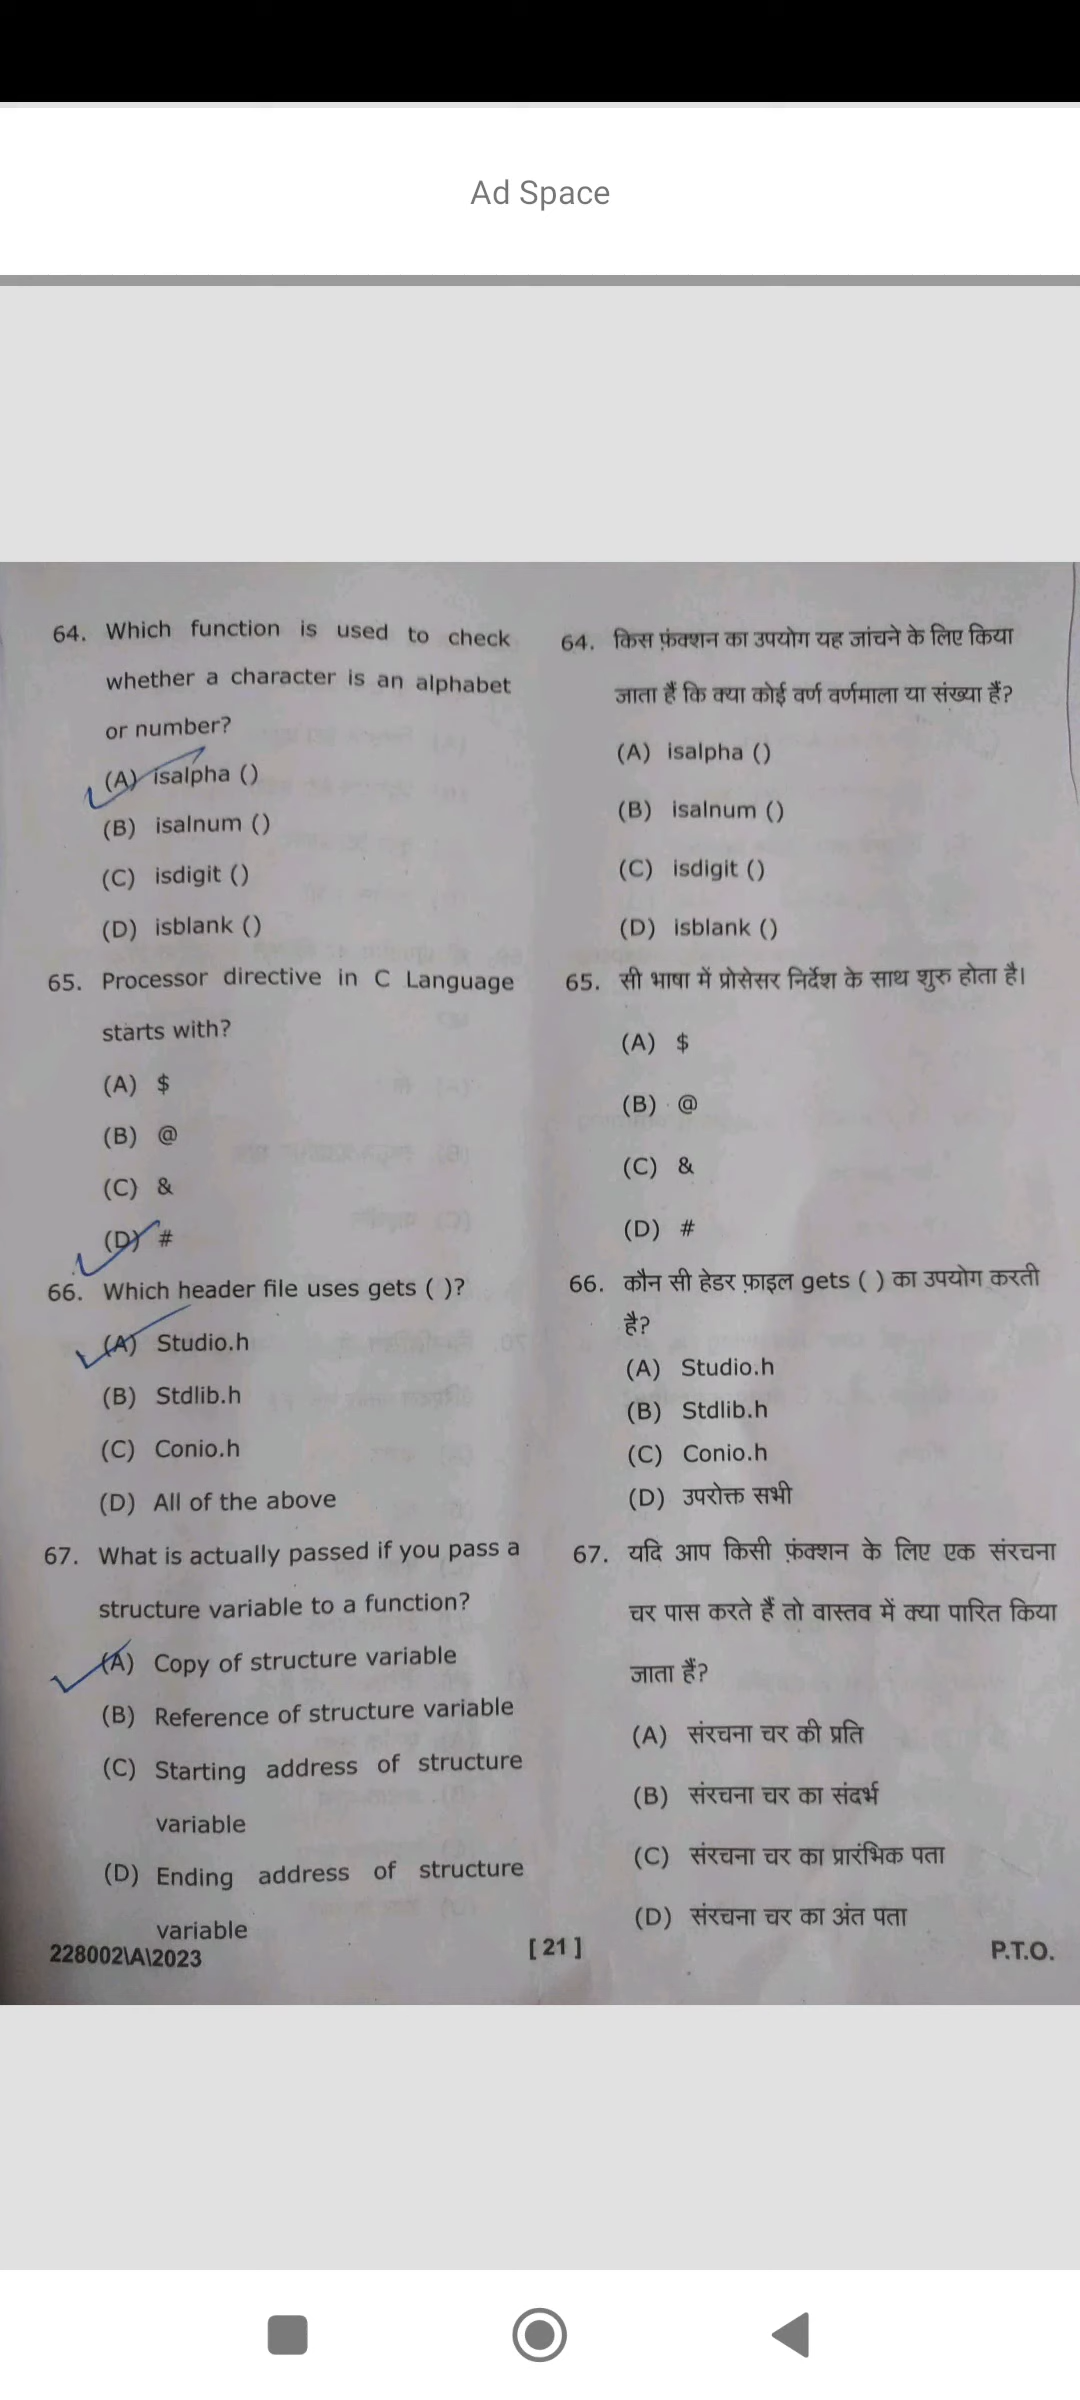 Ad Space
64. Which function is used to check
whether a character is an alphabet
or number?
(A) isalpha ()
(B) isalnum ()
(C) isdigit ()
(D) isblank ()
65. Processor directive in C Language
starts with?
(A) $
(B) @
(C) &
(D) #
66. Which header file uses gets ( )?
(A) Studio.h
(B) Stdlib.h
(C) Conio.h
(D) All of the above
67. What is actually passed if you pass a
structure variable to a function?
(A) Copy of structure variable
(B) Reference of structure variable
(C) Starting address of structure
variable
(D) Ending address of structure
variable
228002\A\2023
64. किस फ़ंक्शन का उपयोग यह जांचने के लिए किया
जाता हैं कि क्या कोई वर्ण वर्णमाला या संख्या हैं?
(A) isalpha ()
(B) isalnum ()
(C) isdigit ()
(D) isblank ()
65. सी भाषा में प्रोसेसर निर्देश के साथ शुरु होता है।
(A) $
(B) @
(C) &
(D) #
66. कौन सी हेडर फ़ाइल gets ( ) का उपयोग करती
है?
(A) Studio.h
(B) Stdlib.h
(C) Conio.h
(D) उपरोक्त सभी
67. यदि आप किसी फ़ंक्शन के लिए एक संरचना
चर पास करते हैं तो वास्तव में क्या पारित किया
जाता हैं?
(A) संरचना चर की प्रति
(B) संरचना चर का संदर्भ
(C) संरचना चर का प्रारंभिक पता
(D) संरचना चर का अंत पता
[ 21 ]
P.T.O.